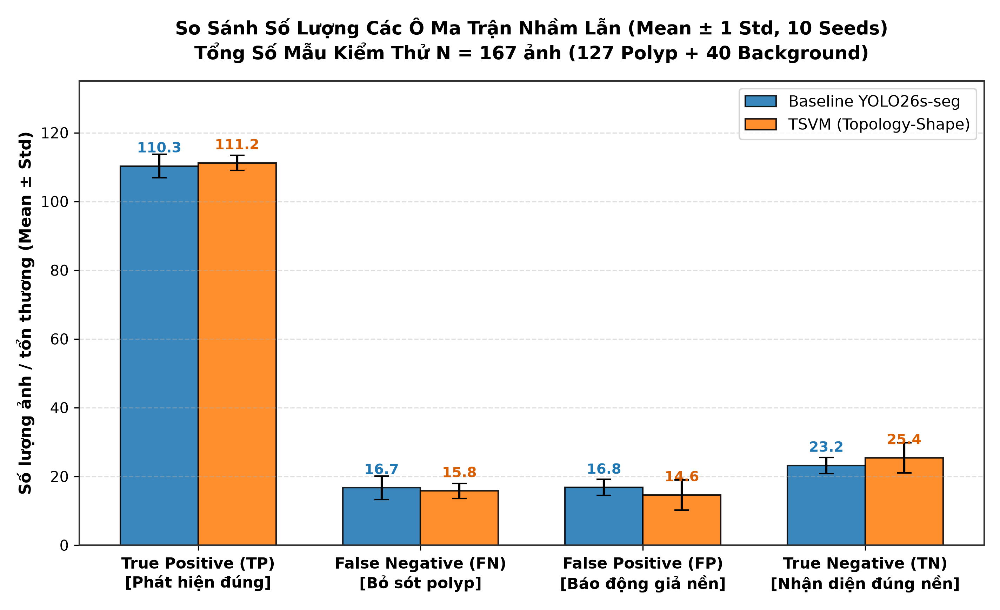 So Sánh Số Lượng Các Ô Ma Trận Nhầm Lẫn (Mean ± 1 Std, 10 Seeds)
Tổng Số Mẫu Kiểm Thử N = 167 ảnh (127 Polyp + 40 Background)
Baseline YOLO26s-seg
TSVM (Topology-Shape)
Số lượng ảnh / tổn thương (Mean ± Std)
120
100
80
60
40
20
0
110.3
111.2
16.7
15.8
16.8
14.6
23.2
25.4
True Positive (TP)
[Phát hiện đúng]
False Negative (FN)
[Bỏ sót polyp]
False Positive (FP)
[Báo động giả nền]
True Negative (TN)
[Nhận diện đúng nền]